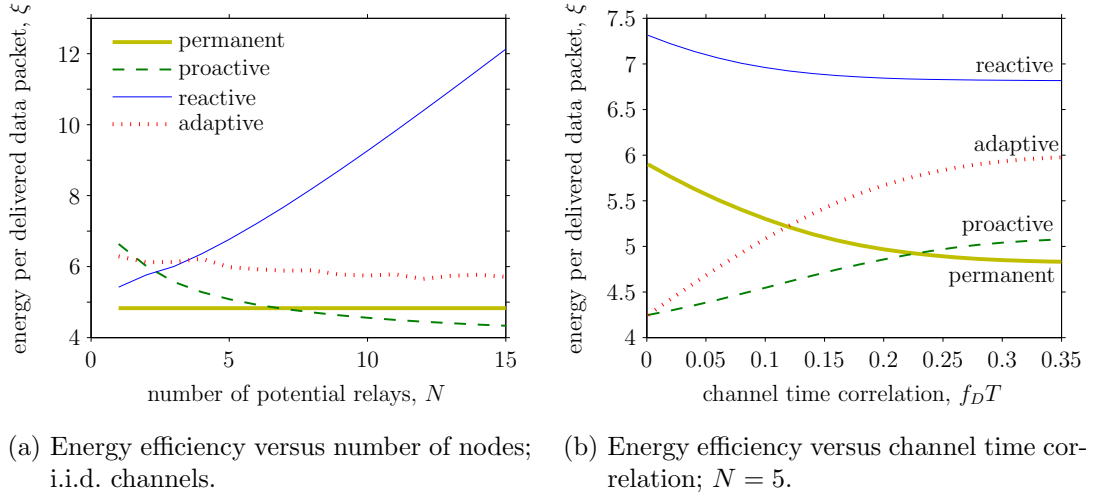 energy per delivered data packet, ξ
12
10
8
6
4
permanent
proactive
reactive
adaptive
0
5
10
15
number of potential relays, N
(a) Energy efficiency versus number of nodes;
i.i.d. channels.
energy per delivered data packet, ξ
7.5
7
6.5
6
5.5
5
4.5
4
reactive
adaptive
proactive
permanent
0
0.05
0.1
0.15
0.2
0.25
0.3
0.35
channel time correlation, f_DT
(b) Energy efficiency versus channel time cor-
relation; N = 5.